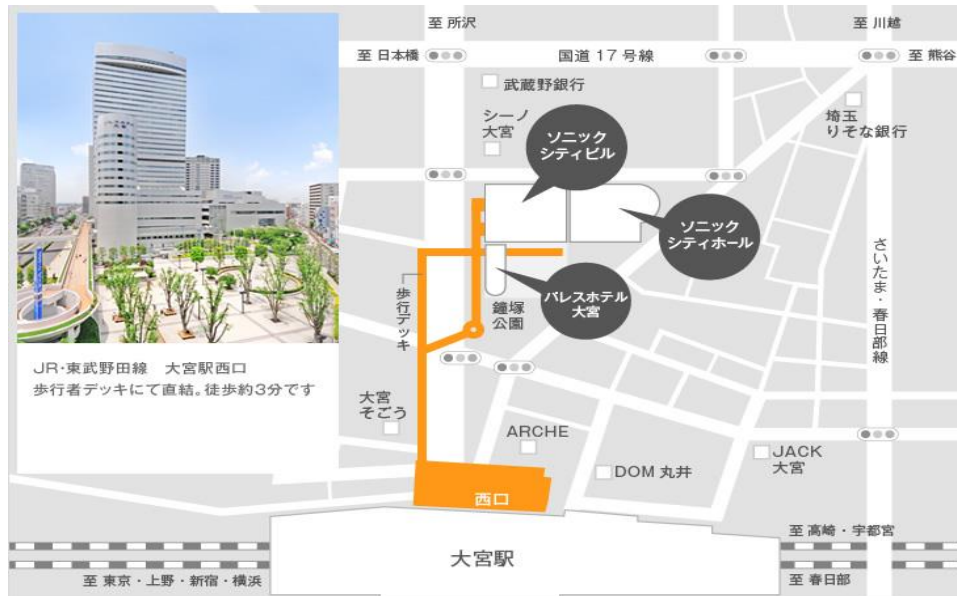 至 所沢
至 川越
至 日本橋
国道 17 号線
至 熊谷
武蔵野銀行
シーノ
大宮
ソニック
シティビル
埼玉
りそな銀行
ソニック
シティホール
さいたま・春日部線
パレスホテル
大宮
歩行デッキ
鐘塚
公園
JR・東武野田線　大宮駅西口
歩行者デッキにて直結。徒歩約3分です
大宮
そごう
ARCHE
DOM 丸井
JACK
大宮
西口
大宮駅
至 高崎・宇都宮
至 東京・上野・新宿・横浜
至 春日部